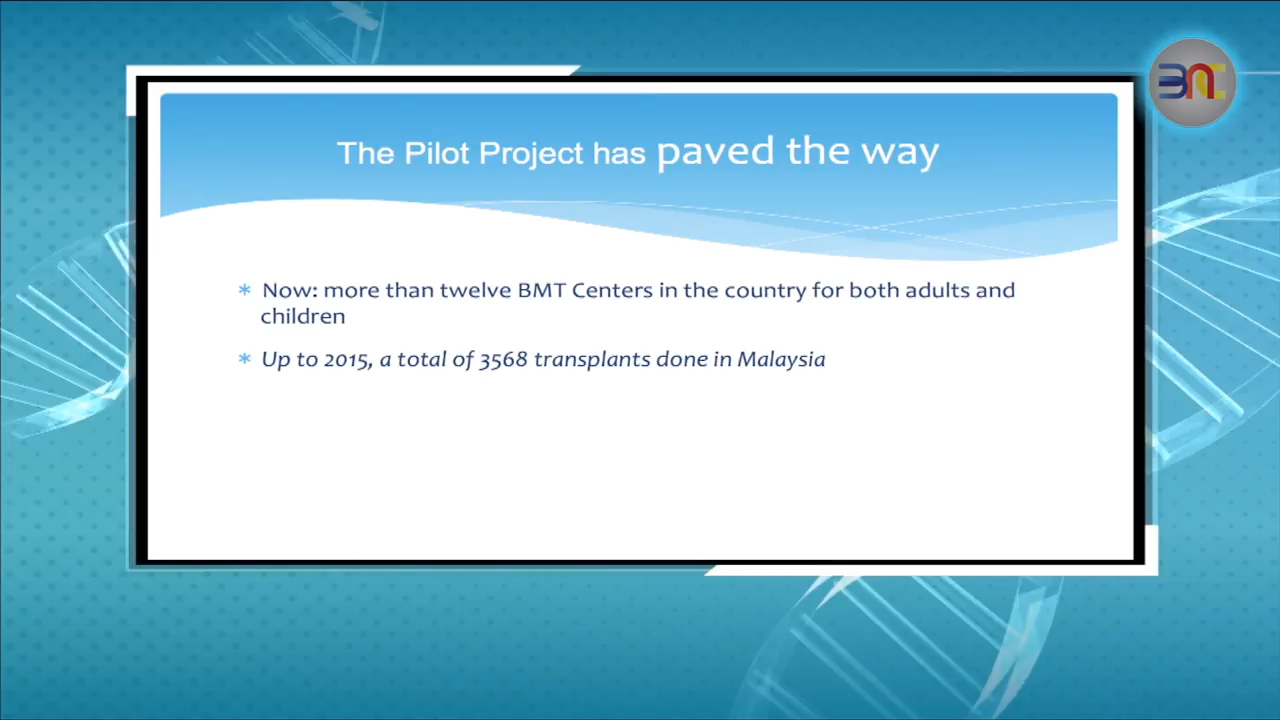 The Pilot Project has paved the way
* Now: more than twelve BMT Centers in the country for both adults and
children
* Up to 2015, a total of 3568 transplants done in Malaysia